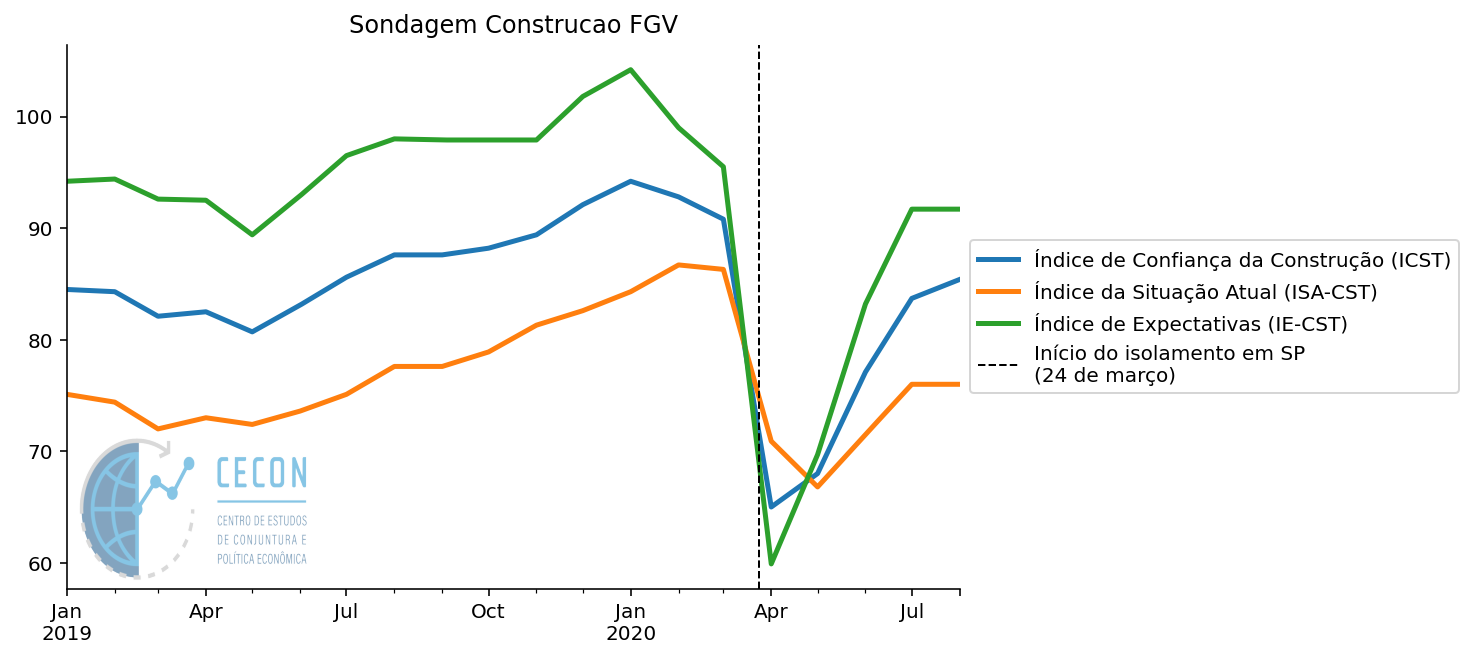 Sondagem Construcao FGV
100
90
80
70
60
Jan
2019
Apr
Jul
Oct
Jan
2020
Apr
Jul
Índice de Confiança da Construção (ICST)
Índice da Situação Atual (ISA-CST)
Índice de Expectativas (IE-CST)
Início do isolamento em SP
(24 de março)
CECON
CENTRO DE ESTUDOS
DE CONJUNTURA E
POLÍTICA ECONÔMICA